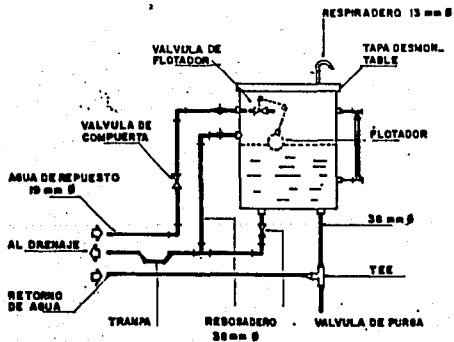 RESPIRADERO 13 mm Ø
VALVULA DE
FLOTADOR
TAPA DESMON_
TABLE
VALVULA DE
COMPUERTA
FLOTADOR
AGUA DE REPUESTO
19 mm Ø
38 mm Ø
AL DRENAJE
TEE
RETORNO
DE AGUA
TRAMPA
REBOSADERO
38 mm Ø
VALVULA DE PURGA